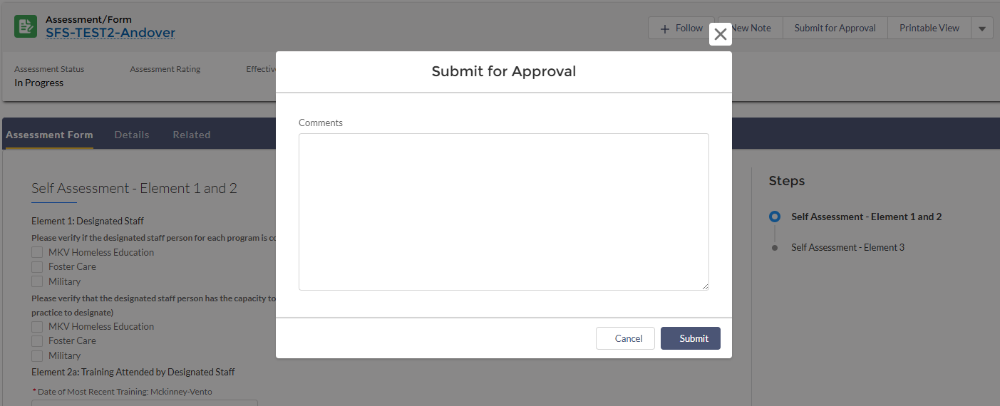 Assessment/Form
SFS-TEST2-Andover
Follow
New Note
Submit for Approval
Printable View
Assessment Status
Assessment Rating
In Progress
Submit for Approval
Comments
Cancel
Submit
Assessment Form
Details
Related
Self Assessment - Element 1 and 2
Element 1: Designated Staff
Please verify if the designated staff person for each program is
MKV Homeless Education
Foster Care
Military
Please verify that the designated staff person has the capacity to
practice to designate)
MKV Homeless Education
Foster Care
Military
Element 2a: Training Attended by Designated Staff
* Date of Most Recent Training: Mckinney-Vento
Steps
Self Assessment - Element 1 and 2
Self Assessment - Element 3